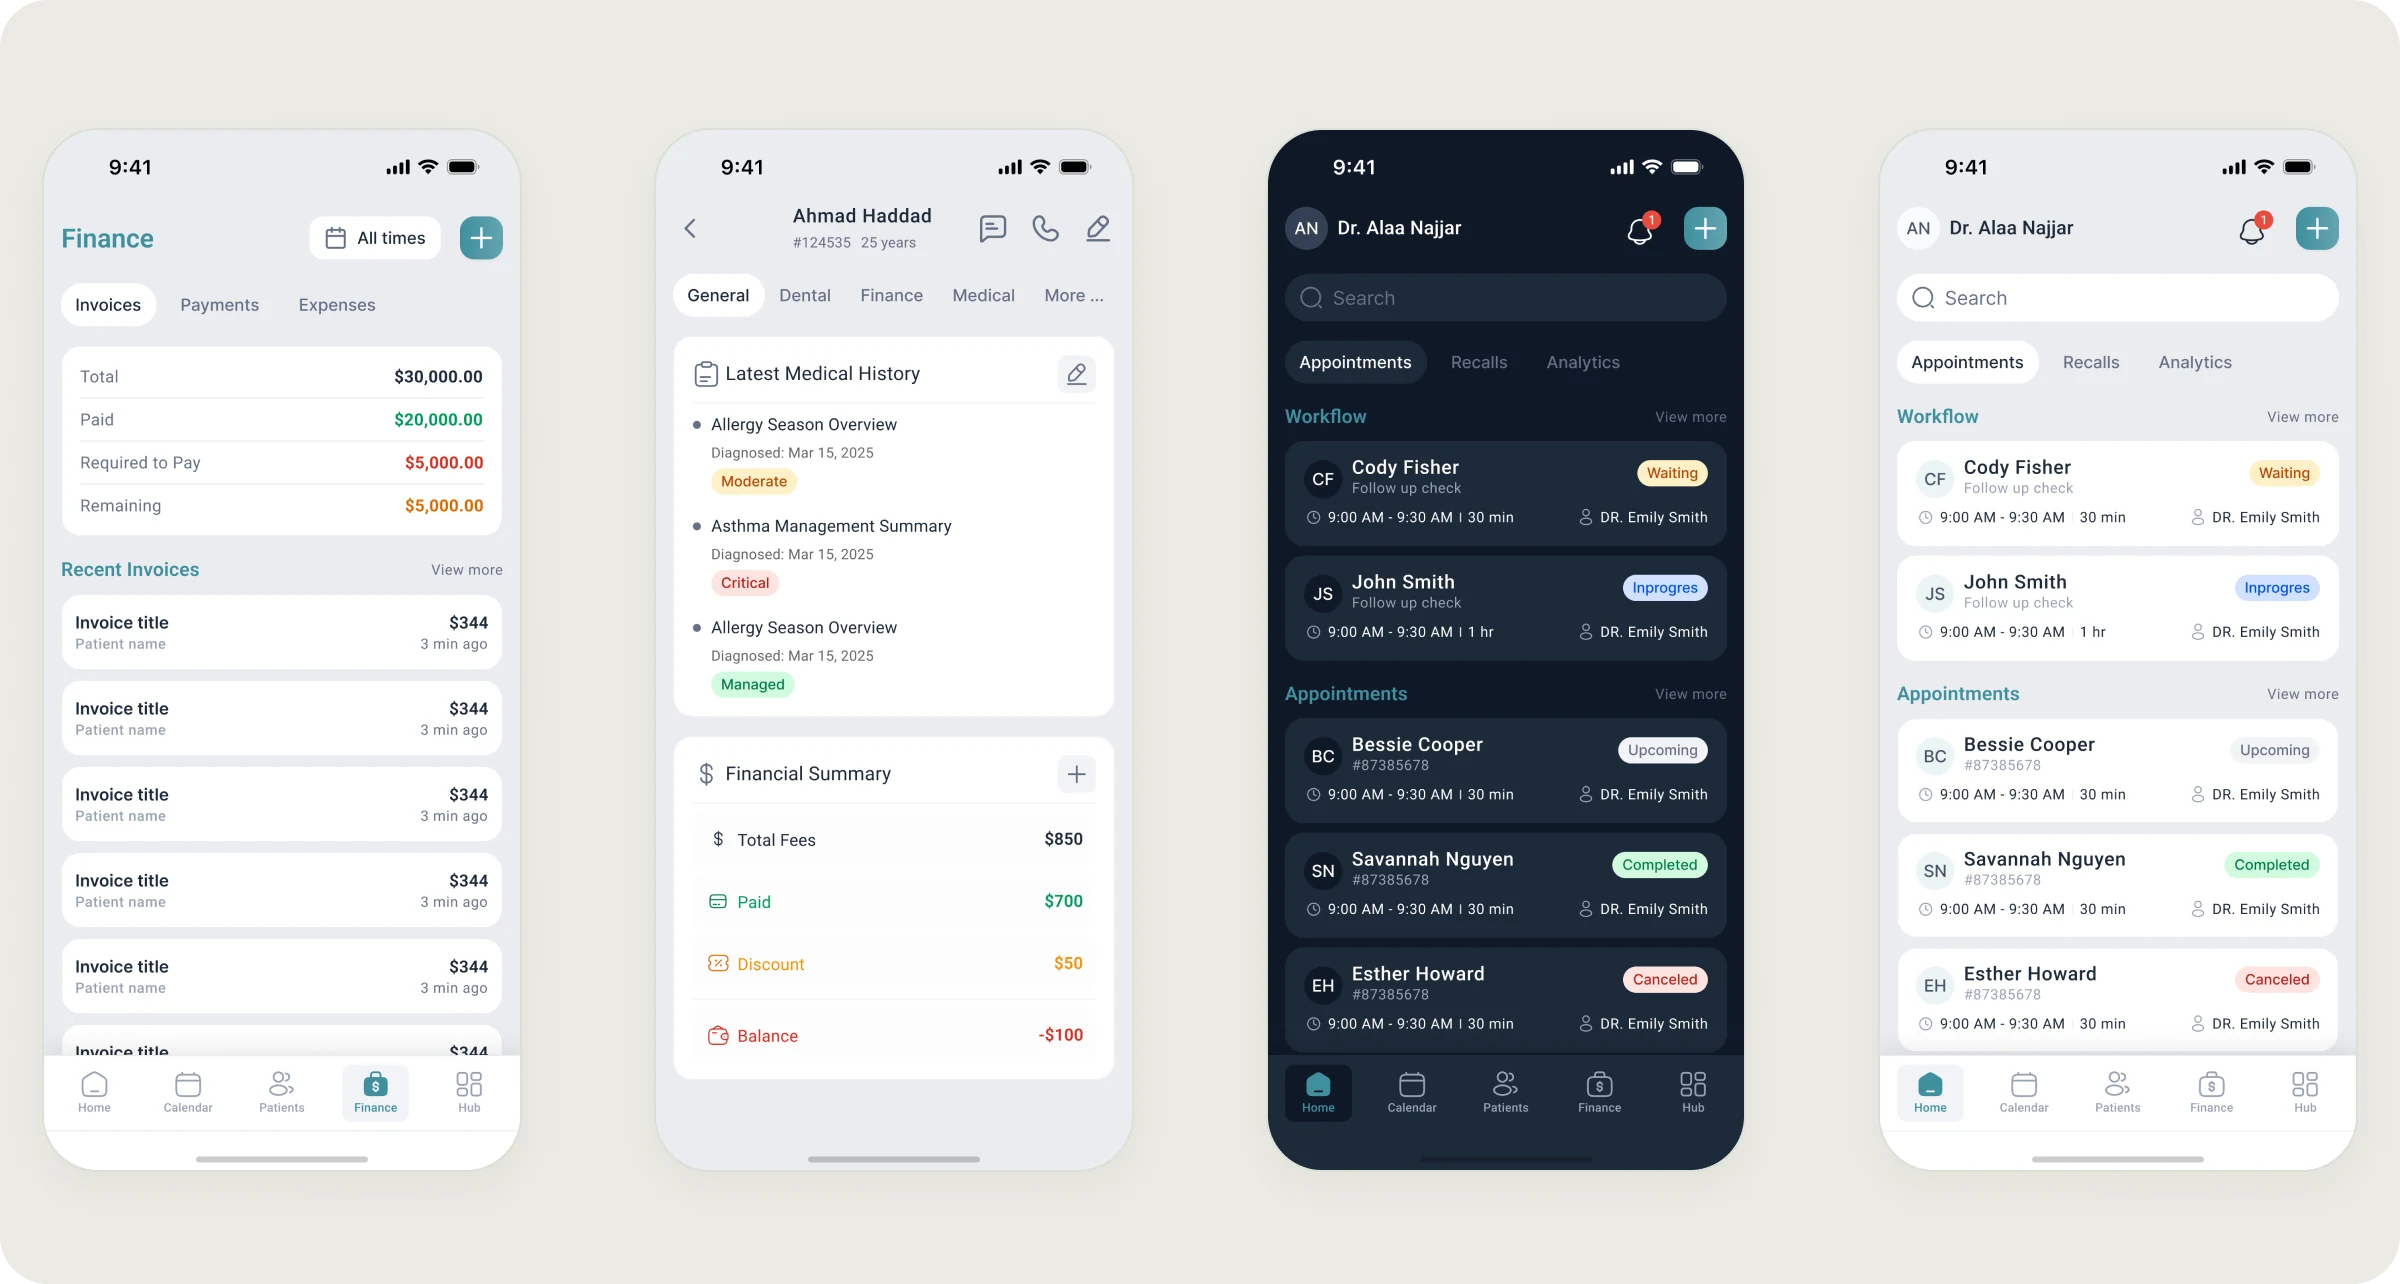 9:41
Finance
All times
Invoices Payments Expenses
Total $30,000.00
Paid $20,000.00
Required to Pay $5,000.00
Remaining $5,000.00
Recent Invoices View more
Invoice title $344
Patient name 3 min ago
Invoice title $344
Patient name 3 min ago
Invoice title $344
Patient name 3 min ago
Invoice title $344
Patient name 3 min ago
Invoice title $344
Patient name 3 min ago
Invoice title $344
Home Calendar Patients Finance Hub
9:41
Ahmad Haddad
#124535 25 years
General Dental Finance Medical More ...
Latest Medical History
Allergy Season Overview
Diagnosed: Mar 15, 2025
Moderate
Asthma Management Summary
Diagnosed: Mar 15, 2025
Critical
Allergy Season Overview
Diagnosed: Mar 15, 2025
Managed
$ Financial Summary
$ Total Fees $850
Paid $700
Discount $50
Balance -$100
9:41
AN Dr. Alaa Najjar 1
Search
Appointments Recalls Analytics
Workflow View more
CF Cody Fisher Waiting
Follow up check
9:00 AM - 9:30 AM | 30 min DR. Emily Smith
JS John Smith Inprogres
Follow up check
9:00 AM - 9:30 AM | 1 hr DR. Emily Smith
Appointments View more
BC Bessie Cooper Upcoming
#87385678
9:00 AM - 9:30 AM | 30 min DR. Emily Smith
SN Savannah Nguyen Completed
#87385678
9:00 AM - 9:30 AM | 30 min DR. Emily Smith
EH Esther Howard Canceled
#87385678
9:00 AM - 9:30 AM | 30 min DR. Emily Smith
Home Calendar Patients Finance Hub
9:41
AN Dr. Alaa Najjar 1
Search
Appointments Recalls Analytics
Workflow View more
CF Cody Fisher Waiting
Follow up check
9:00 AM - 9:30 AM | 30 min DR. Emily Smith
JS John Smith Inprogres
Follow up check
9:00 AM - 9:30 AM | 1 hr DR. Emily Smith
Appointments View more
BC Bessie Cooper Upcoming
#87385678
9:00 AM - 9:30 AM | 30 min DR. Emily Smith
SN Savannah Nguyen Completed
#87385678
9:00 AM - 9:30 AM | 30 min DR. Emily Smith
EH Esther Howard Canceled
#87385678
9:00 AM - 9:30 AM | 30 min DR. Emily Smith
Home Calendar Patients Finance Hub